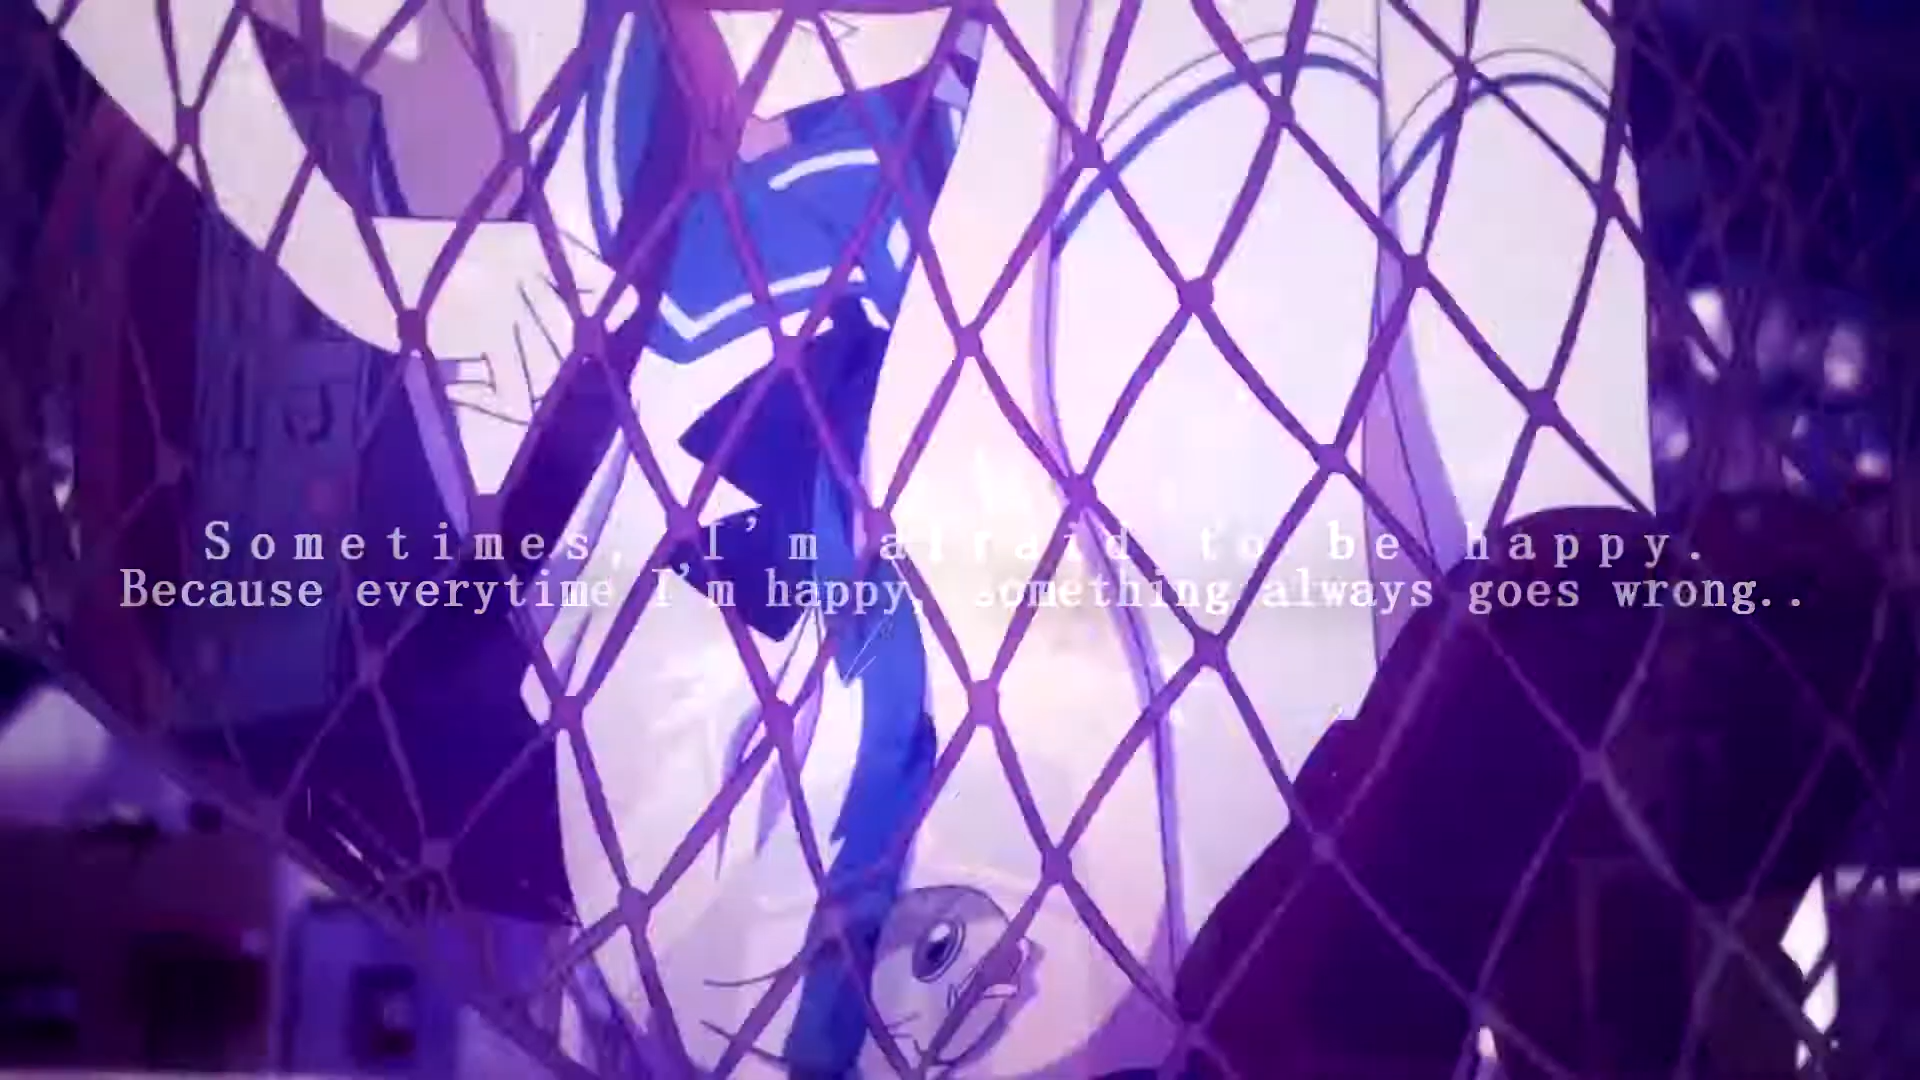 Sometimes, I'm afraid to be happy.
Because everytime I'm happy, something always goes wrong..